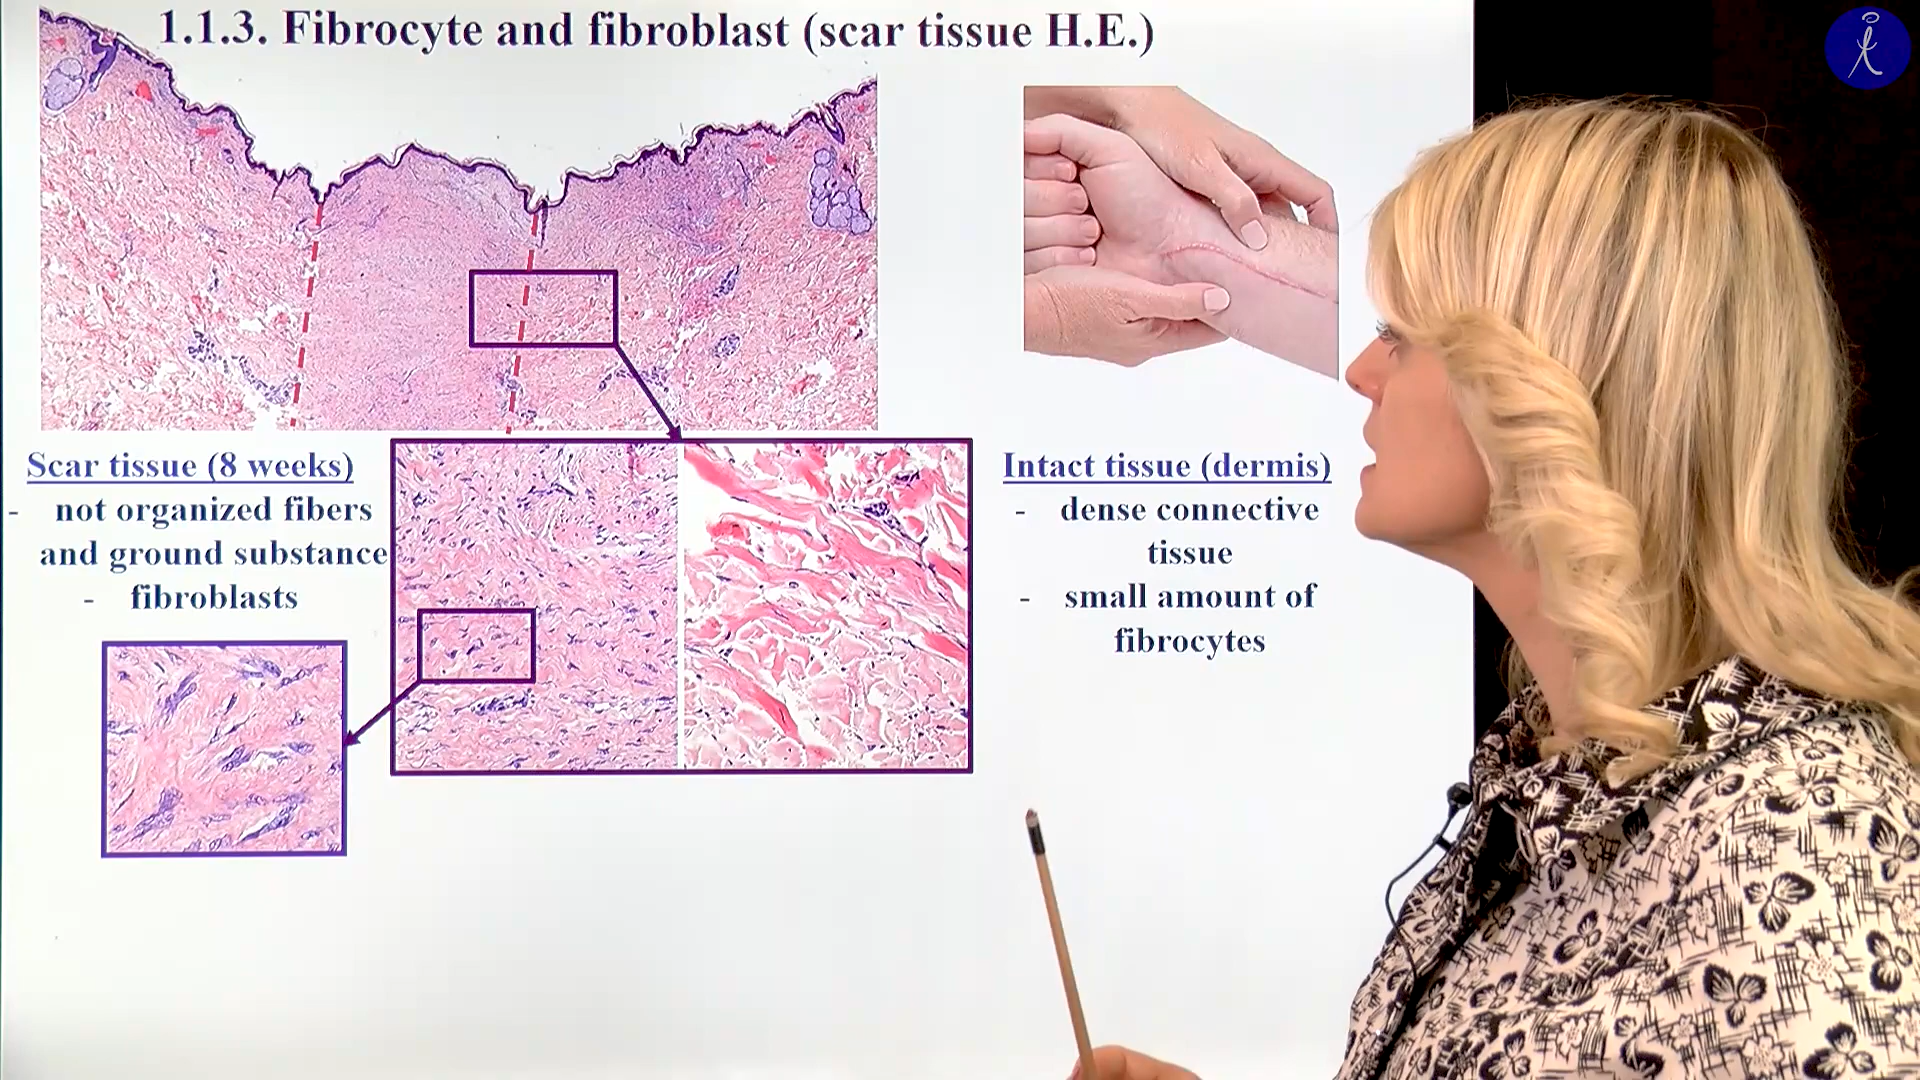 1.1.3. Fibrocyte and fibroblast (scar tissue H.E.)
Scar tissue (8 weeks)
- not organized fibers
and ground substance
- fibroblasts
Intact tissue (dermis)
- dense connective
tissue
- small amount of
fibrocytes